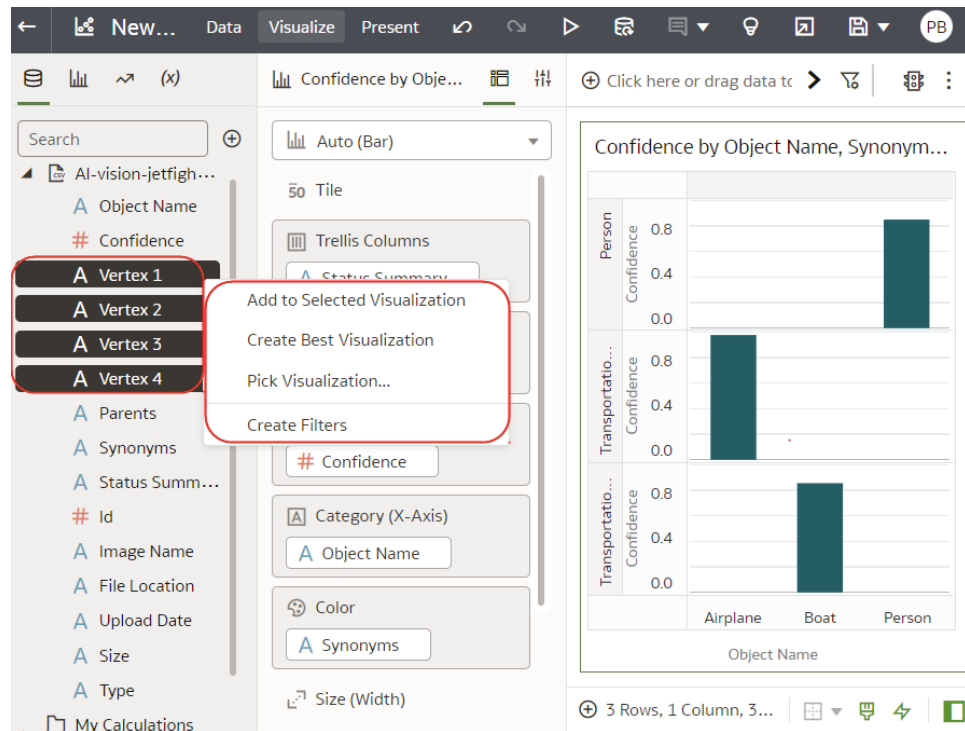 New... Data Visualize Present PB
(x) Confidence by Obje... Click here or drag data to
Search
AI-vision-jetfigh...
Object Name
Confidence
Vertex 1
Vertex 2
Vertex 3
Vertex 4
Parents
Synonyms
Status Summ...
Id
Image Name
File Location
Upload Date
Size
Type
My Calculations
Auto (Bar)
Tile
Trellis Columns
Status Summary
Add to Selected Visualization
Create Best Visualization
Pick Visualization...
Create Filters
Confidence
Category (X-Axis)
Object Name
Color
Synonyms
Size (Width)
Confidence by Object Name, Synonym...
Person
Confidence
0.8
0.4
0.0
Transportatio...
Confidence
0.8
0.4
0.0
Transportatio...
Confidence
0.8
0.4
0.0
Airplane Boat Person
Object Name
3 Rows, 1 Column, 3...